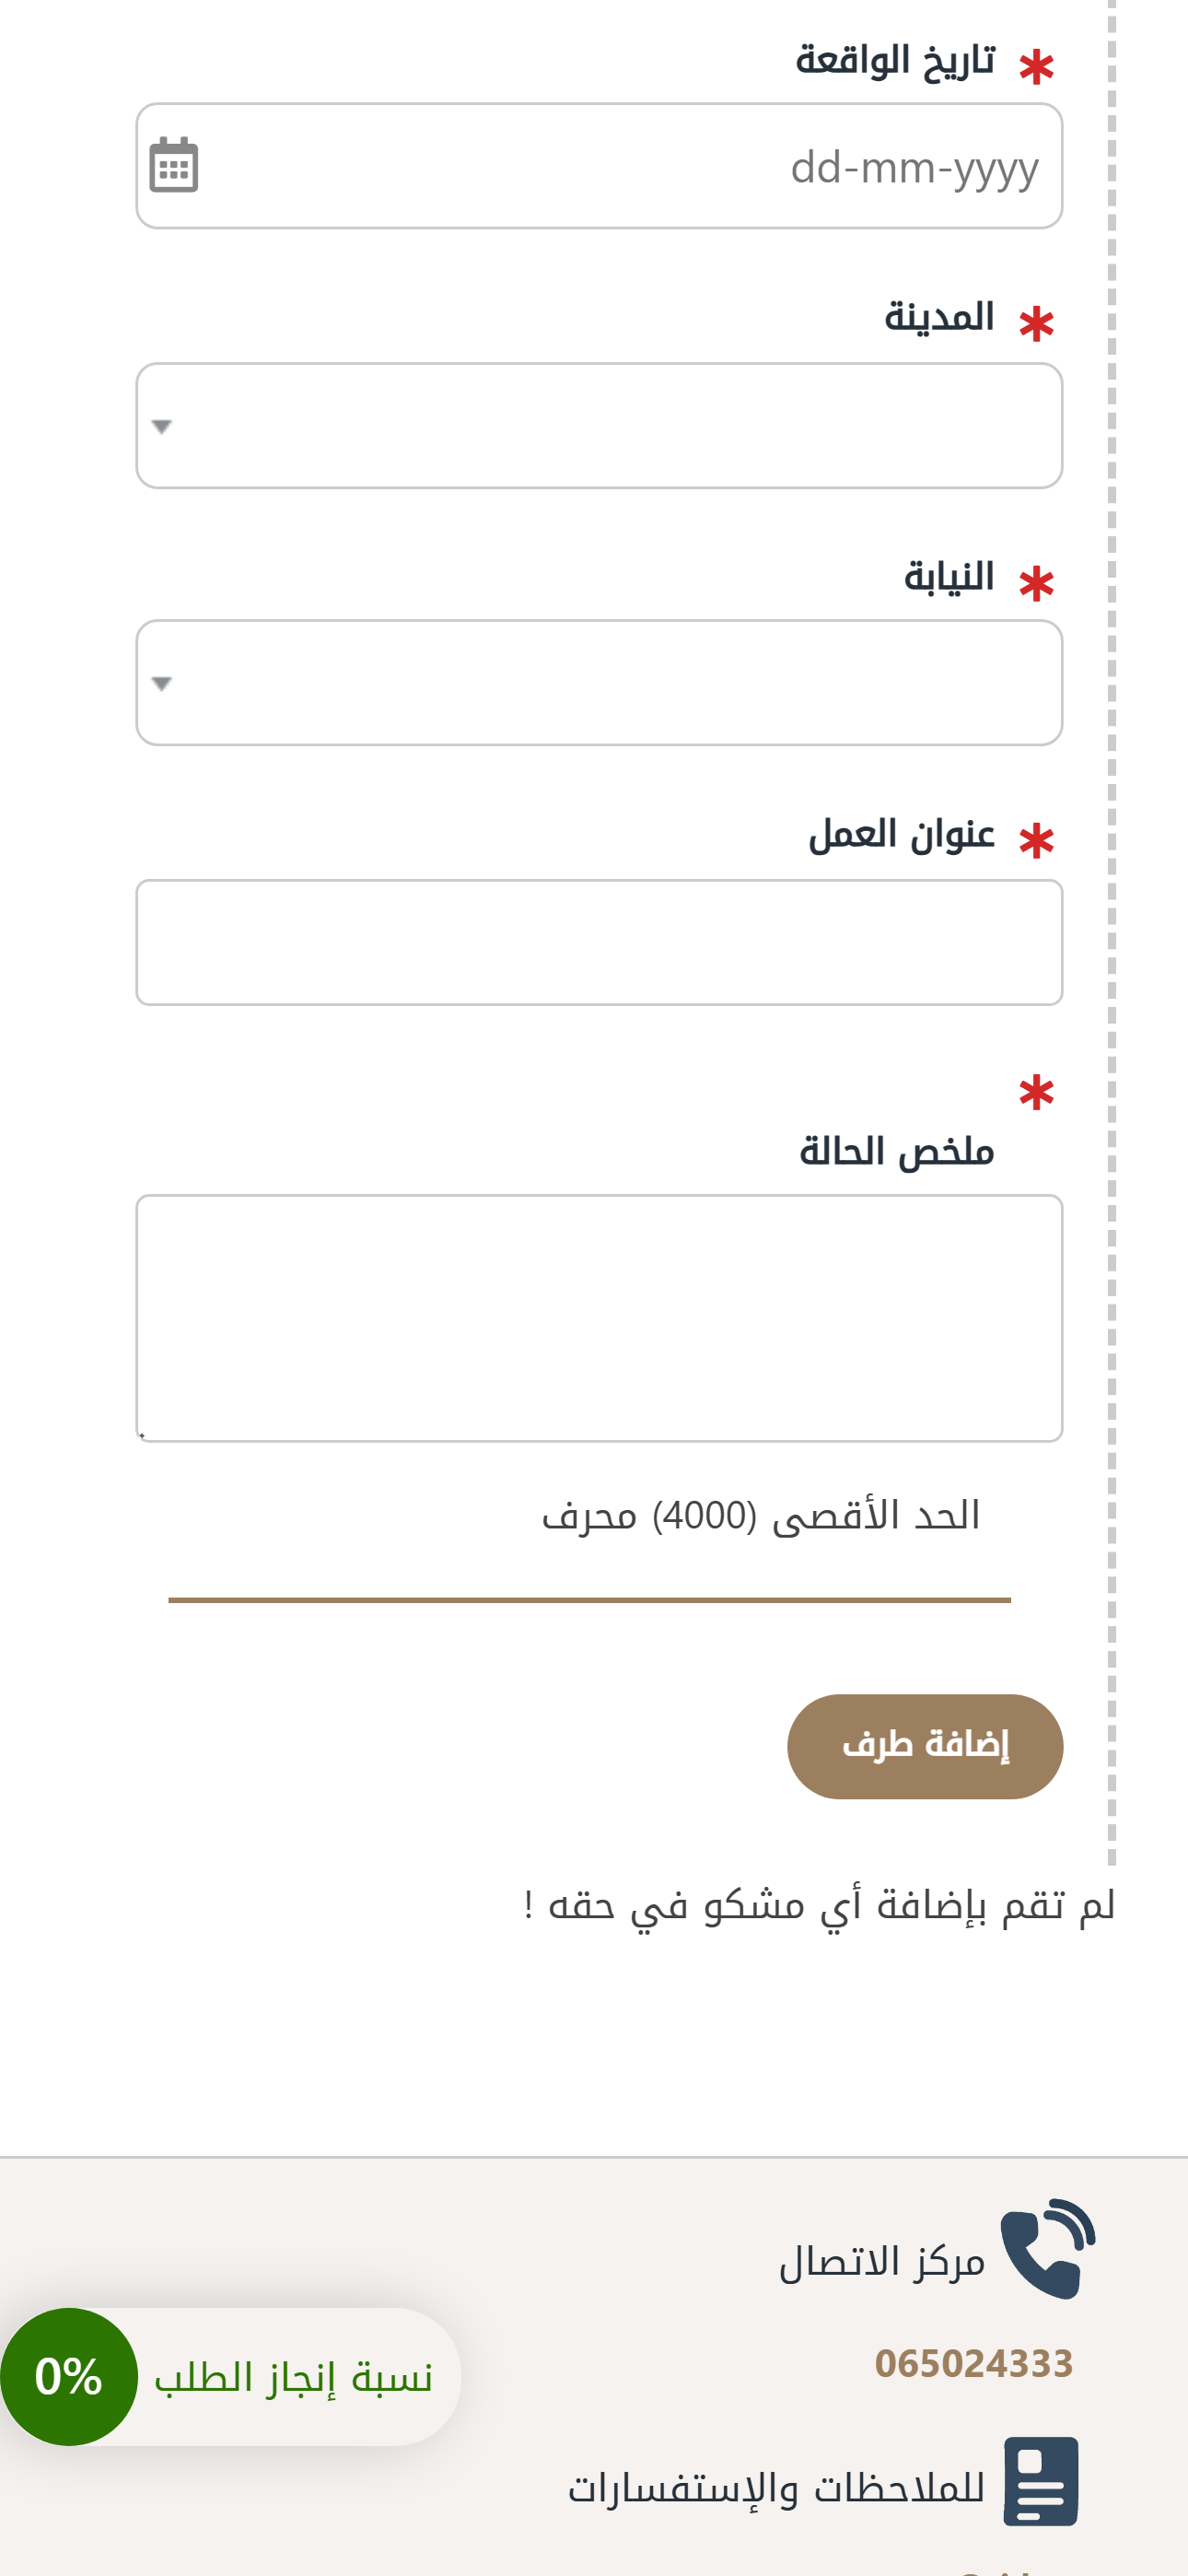 * تاريخ الواقعة
dd-mm-yyyy
* المدينة
* النيابة
* عنوان العمل
*
ملخص الحالة
الحد الأقصى (4000) محرف
إضافة طرف
لم تقم بإضافة أي مشكو في حقه !
مركز الاتصال
065024333
نسبة إنجاز الطلب 0%
للملاحظات والإستفسارات